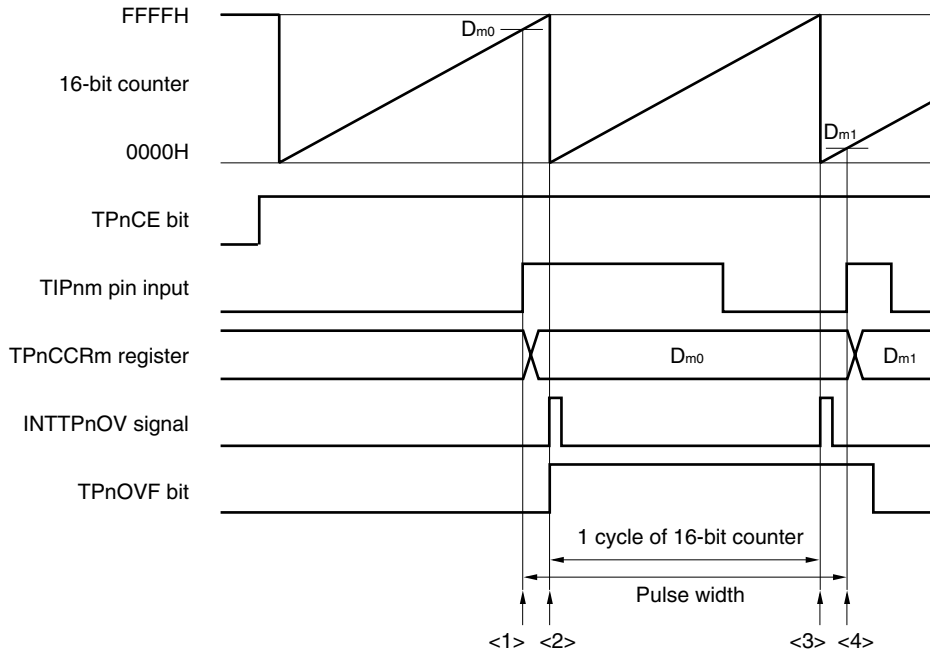 FFFFH
Dm0
16-bit counter
Dm1
0000H
TPnCE bit
TIPnm pin input
TPnCCRm register
Dm0
Dm1
INTTPnOV signal
TPnOVF bit
1 cycle of 16-bit counter
Pulse width
<1> <2> <3> <4>